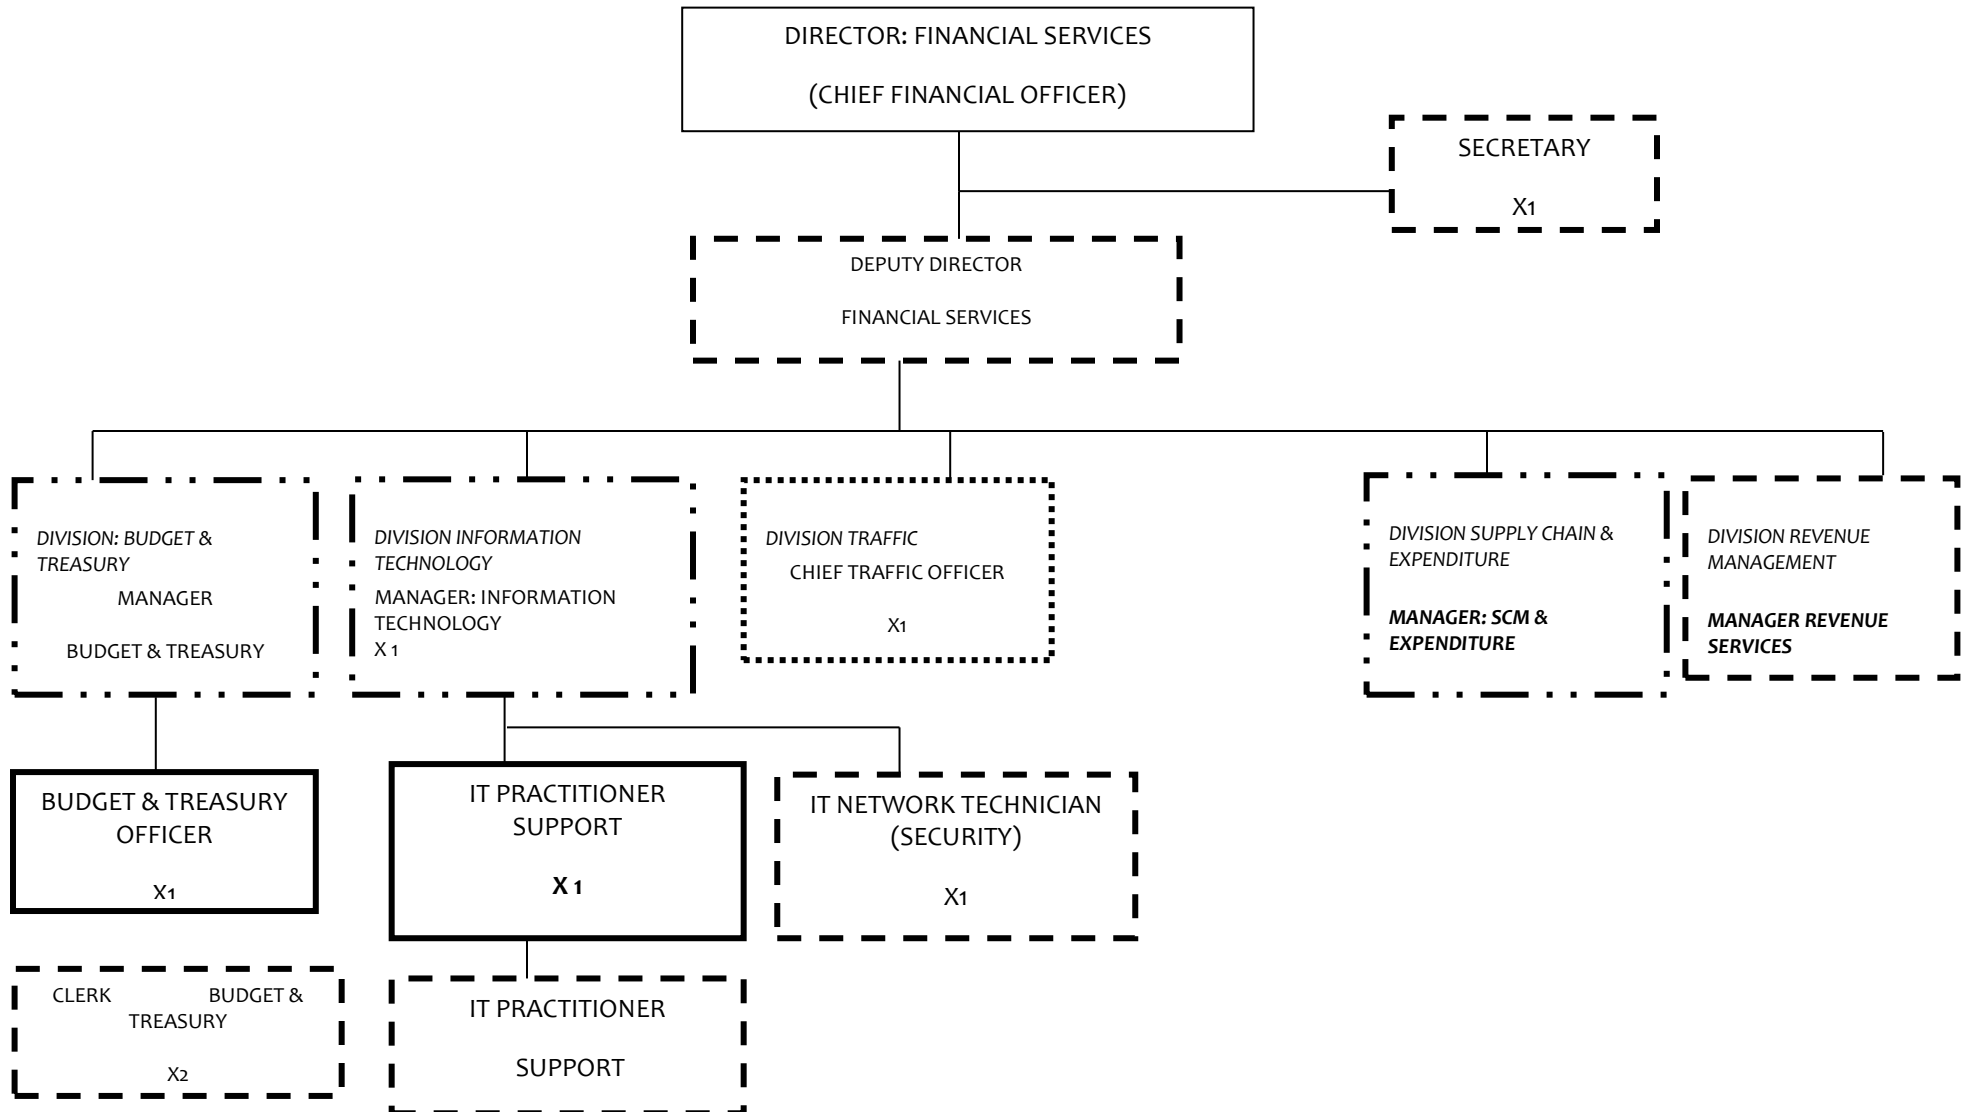 DIRECTOR: FINANCIAL SERVICES
(CHIEF FINANCIAL OFFICER)
SECRETARY
X1
DEPUTY DIRECTOR
FINANCIAL SERVICES
DIVISION: BUDGET &
TREASURY
MANAGER
BUDGET & TREASURY
DIVISION INFORMATION
TECHNOLOGY
MANAGER: INFORMATION
TECHNOLOGY
X 1
DIVISION TRAFFIC
CHIEF TRAFFIC OFFICER
X1
DIVISION SUPPLY CHAIN &
EXPENDITURE
MANAGER: SCM &
EXPENDITURE
DIVISION REVENUE
MANAGEMENT
MANAGER REVENUE
SERVICES
BUDGET & TREASURY
OFFICER
X1
IT PRACTITIONER
SUPPORT
X 1
IT NETWORK TECHNICIAN
(SECURITY)
X1
CLERK BUDGET &
TREASURY
X2
IT PRACTITIONER
SUPPORT